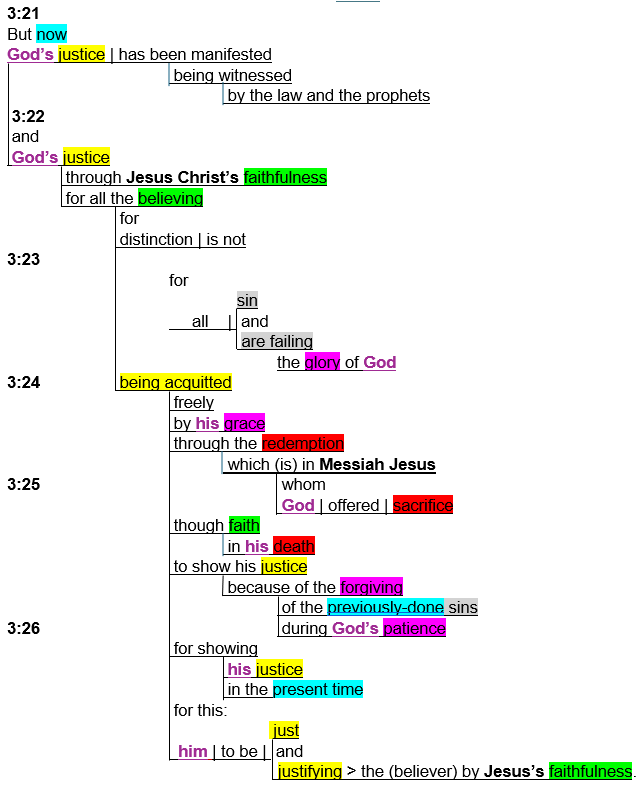 3:21
But now
God's justice | has been manifested
being witnessed
by the law and the prophets
3:22
and
God's justice
through Jesus Christ's faithfulness
for all the believing
for
distinction | is not
3:23
for
sin
all | and
are failing
the glory of God
3:24
being acquitted
freely
by his grace
through the redemption
which (is) in Messiah Jesus
3:25
whom
God | offered | sacrifice
though faith
in his death
to show his justice
because of the forgiving
of the previously-done sins
during God's patience
3:26
for showing
his justice
in the present time
for this:
just
him | to be | and
justifying > the (believer) by Jesus's faithfulness.